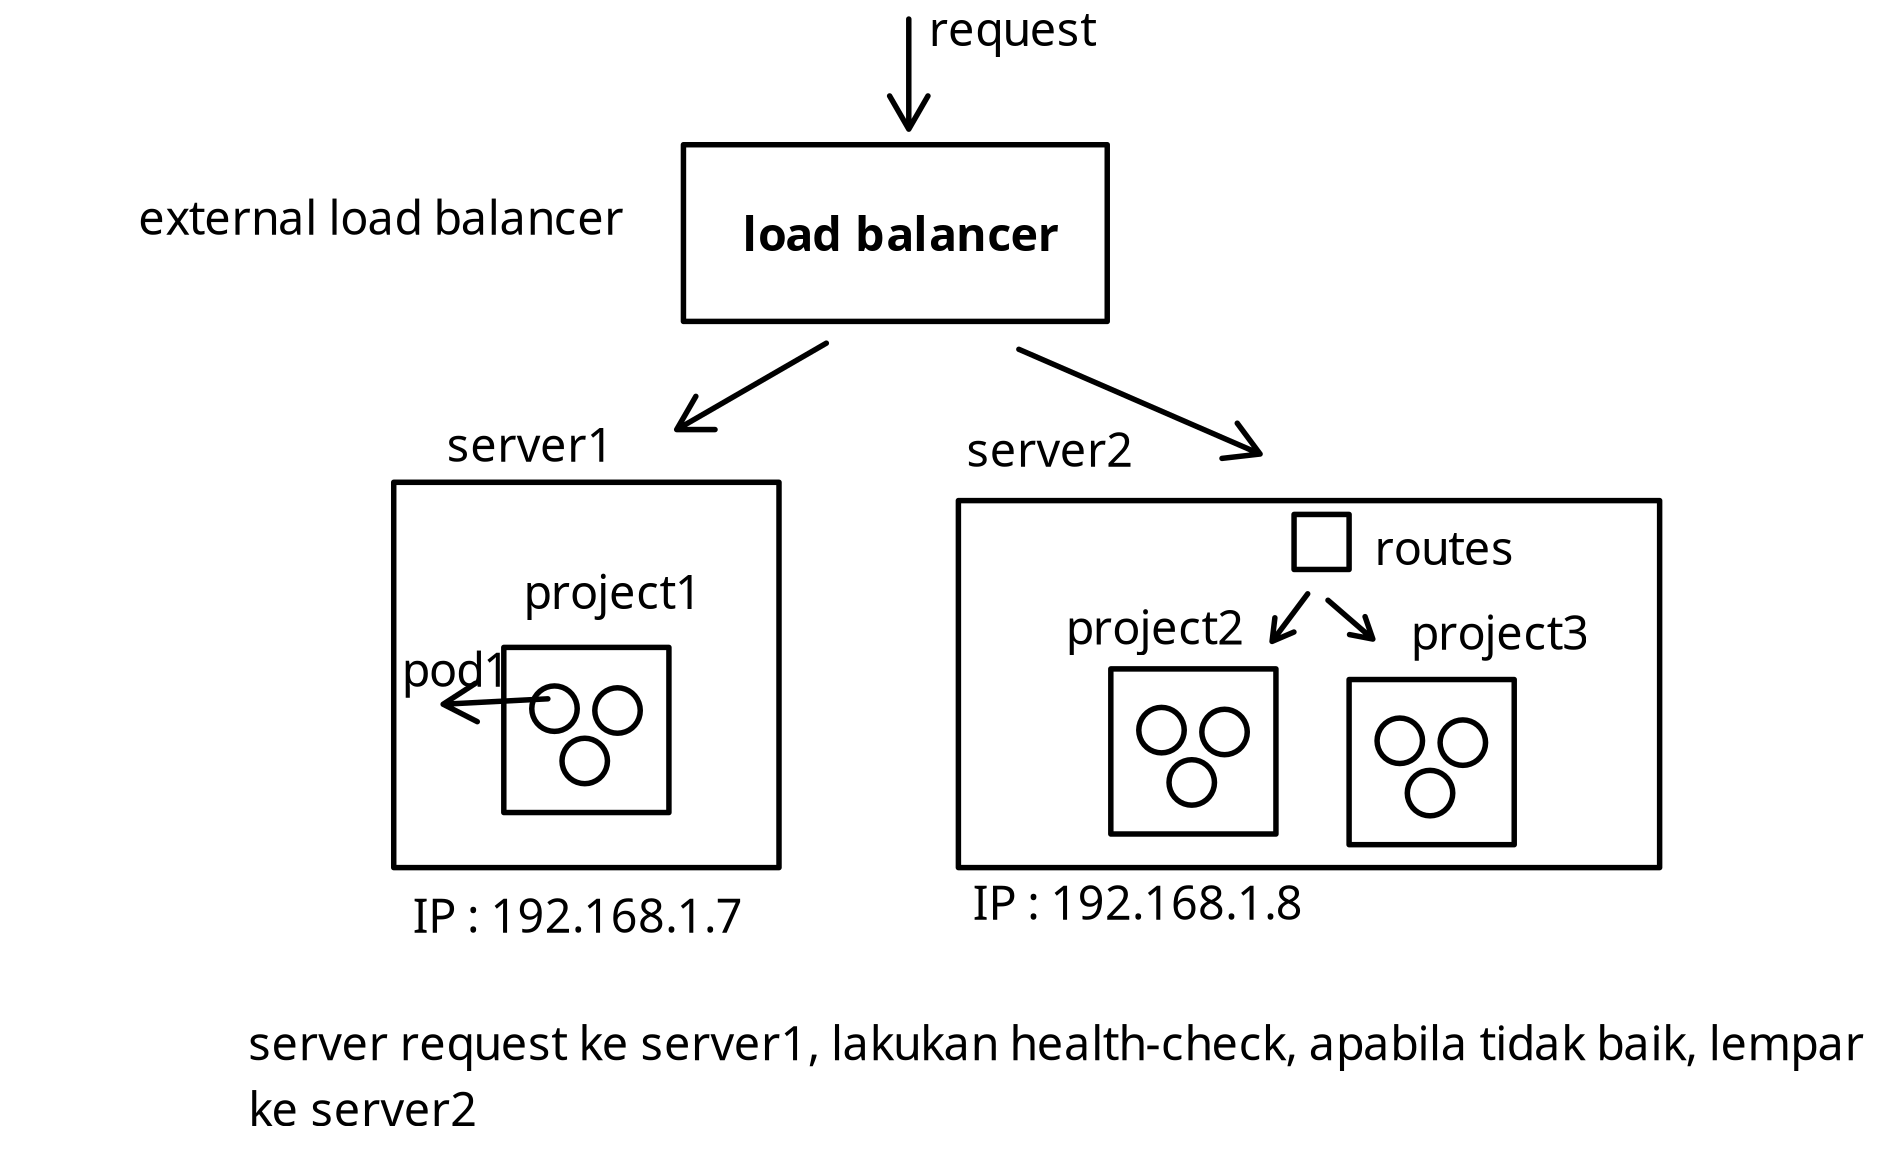 request
external load balancer
load balancer
server1
server2
routes
project1
project2
project3
pod1
IP : 192.168.1.7
IP : 192.168.1.8
server request ke server1, lakukan health-check, apabila tidak baik, lempar
ke server2